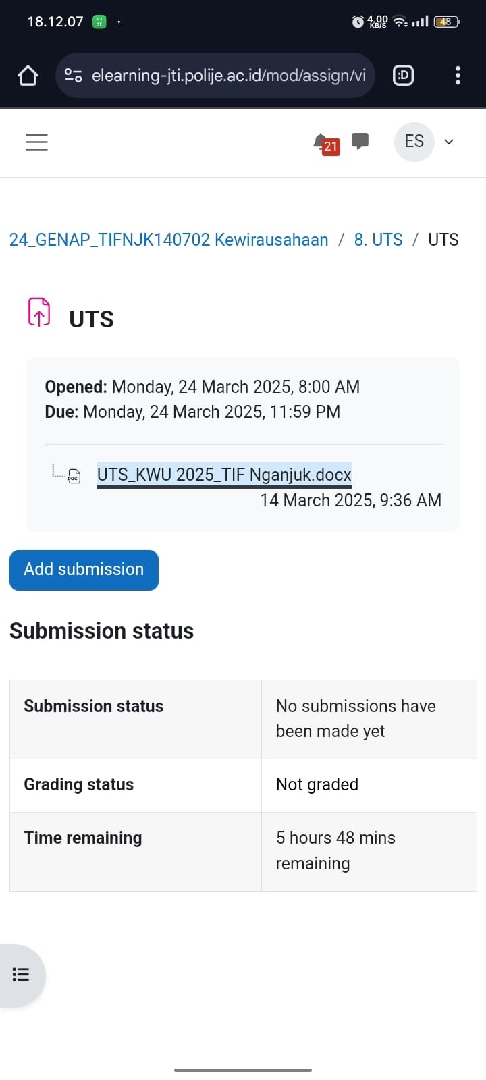 18.12.07
4,00
KB/S
48
elearning-jti.polije.ac.id/mod/assign/vi
:D
21
ES
24_GENAP_TIFNJK140702 Kewirausahaan / 8. UTS / UTS
UTS
Opened: Monday, 24 March 2025, 8:00 AM
Due: Monday, 24 March 2025, 11:59 PM
UTS_KWU 2025_TIF Nganjuk.docx
14 March 2025, 9:36 AM
Add submission
Submission status
Submission status
No submissions have
been made yet
Grading status
Not graded
Time remaining
5 hours 48 mins
remaining